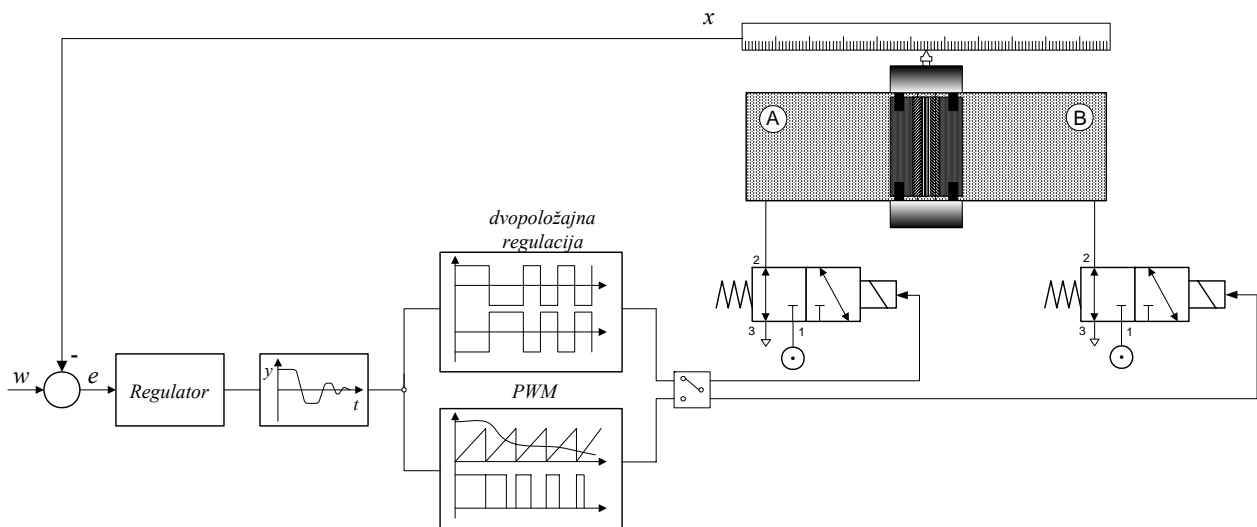 x
A
B
dvopoložajna
regulacija
2
2
3
1
3
1
-
w
e
Regulator
y
t
PWM